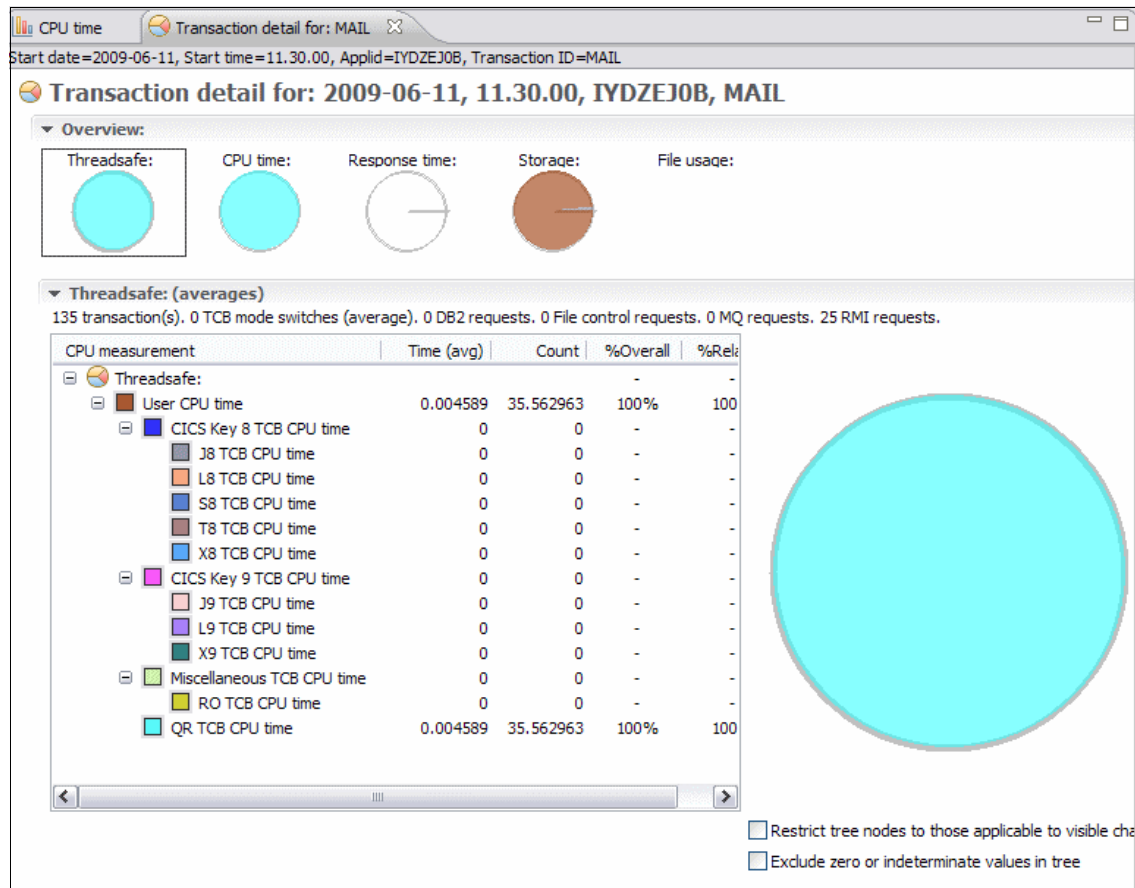 CPU time Transaction detail for: MAIL
Start date=2009-06-11, Start time=11.30.00, Applid=IYDZEJ0B, Transaction ID=MAIL
Transaction detail for: 2009-06-11, 11.30.00, IYDZEJ0B, MAIL
Overview:
Threadsafe: CPU time: Response time: Storage: File usage:
Threadsafe: (averages)
135 transaction(s). 0 TCB mode switches (average). 0 DB2 requests. 0 File control requests. 0 MQ requests. 25 RMI requests.
CPU measurement Time (avg) Count %Overall %Rela
Threadsafe: - -
User CPU time 0.004589 35.562963 100% 100
CICS Key 8 TCB CPU time 0 0 - -
J8 TCB CPU time 0 0 - -
L8 TCB CPU time 0 0 - -
S8 TCB CPU time 0 0 - -
T8 TCB CPU time 0 0 - -
X8 TCB CPU time 0 0 - -
CICS Key 9 TCB CPU time 0 0 - -
J9 TCB CPU time 0 0 - -
L9 TCB CPU time 0 0 - -
X9 TCB CPU time 0 0 - -
Miscellaneous TCB CPU time 0 0 - -
RO TCB CPU time 0 0 - -
QR TCB CPU time 0.004589 35.562963 100% 100
Restrict tree nodes to those applicable to visible cha
Exclude zero or indeterminate values in tree